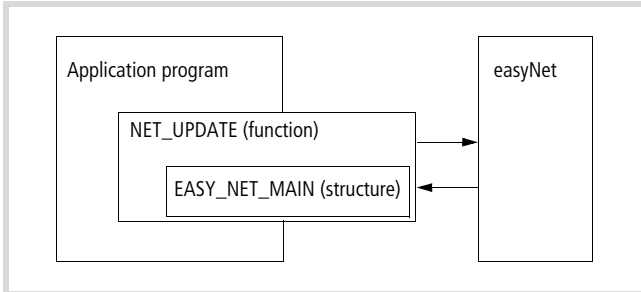 Application program
easyNet
NET_UPDATE (function)
EASY_NET_MAIN (structure)